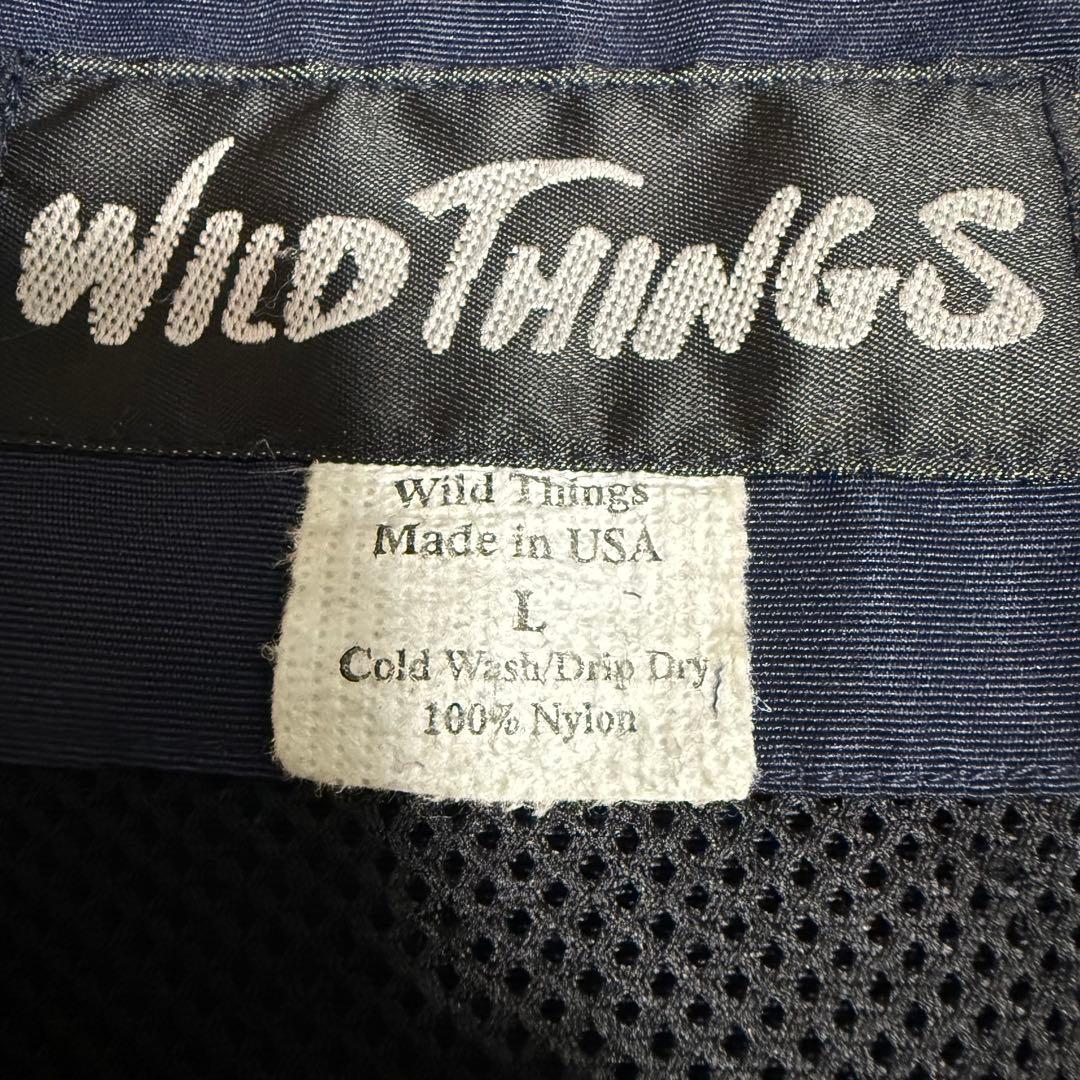 WILD THINGS
Wild Things
Made in USA
L
Cold Wash/Drip Dry
100% Nylon